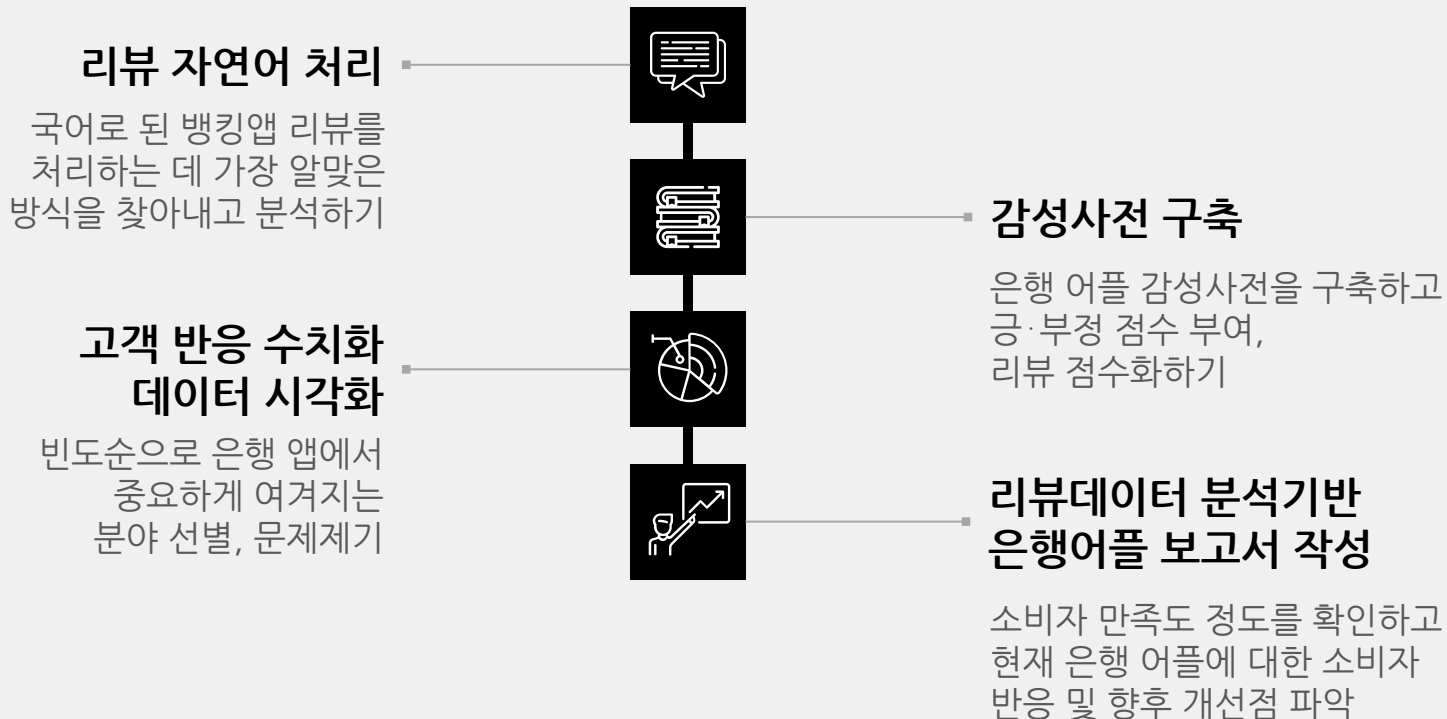 리뷰 자연어 처리
국어로 된 뱅킹앱 리뷰를
처리하는 데 가장 알맞은
방식을 찾아내고 분석하기
감성사전 구축
은행 어플 감성사전을 구축하고
긍·부정 점수 부여,
리뷰 점수화하기
고객 반응 수치화
데이터 시각화
빈도순으로 은행 앱에서
중요하게 여겨지는
분야 선별, 문제제기
리뷰데이터 분석기반
은행어플 보고서 작성
소비자 만족도 정도를 확인하고
현재 은행 어플에 대한 소비자
반응 및 향후 개선점 파악